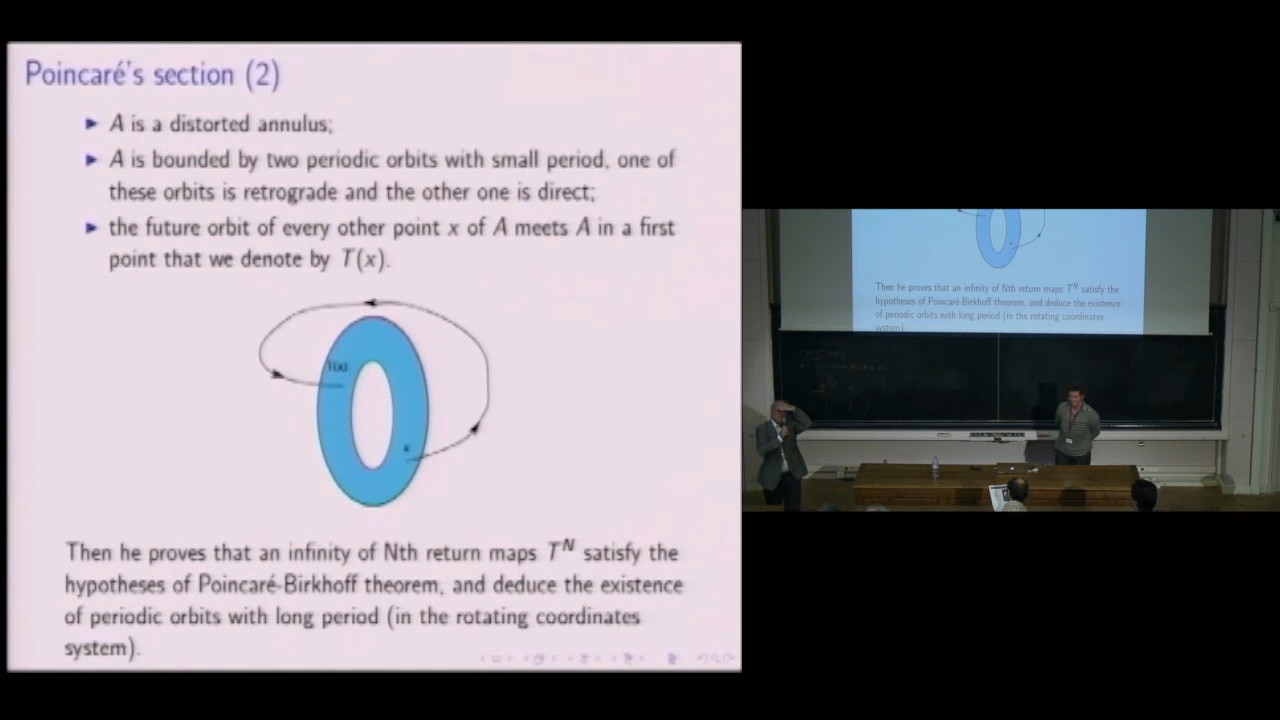 Poincaré's section (2)
A is a distorted annulus;
A is bounded by two periodic orbits with small period, one of
these orbits is retrograde and the other one is direct;
the future orbit of every other point x of A meets A in a first
point that we denote by T(x).
T(x)
x
Then he proves that an infinity of Nth return maps T^N satisfy the
hypotheses of Poincaré-Birkhoff theorem, and deduce the existence
of periodic orbits with long period (in the rotating coordinates
system).
Then he proves that an infinity of Nth return maps T^N satisfy the
hypotheses of Poincaré-Birkhoff theorem, and deduce the existence
of periodic orbits with long period (in the rotating coordinates
system).